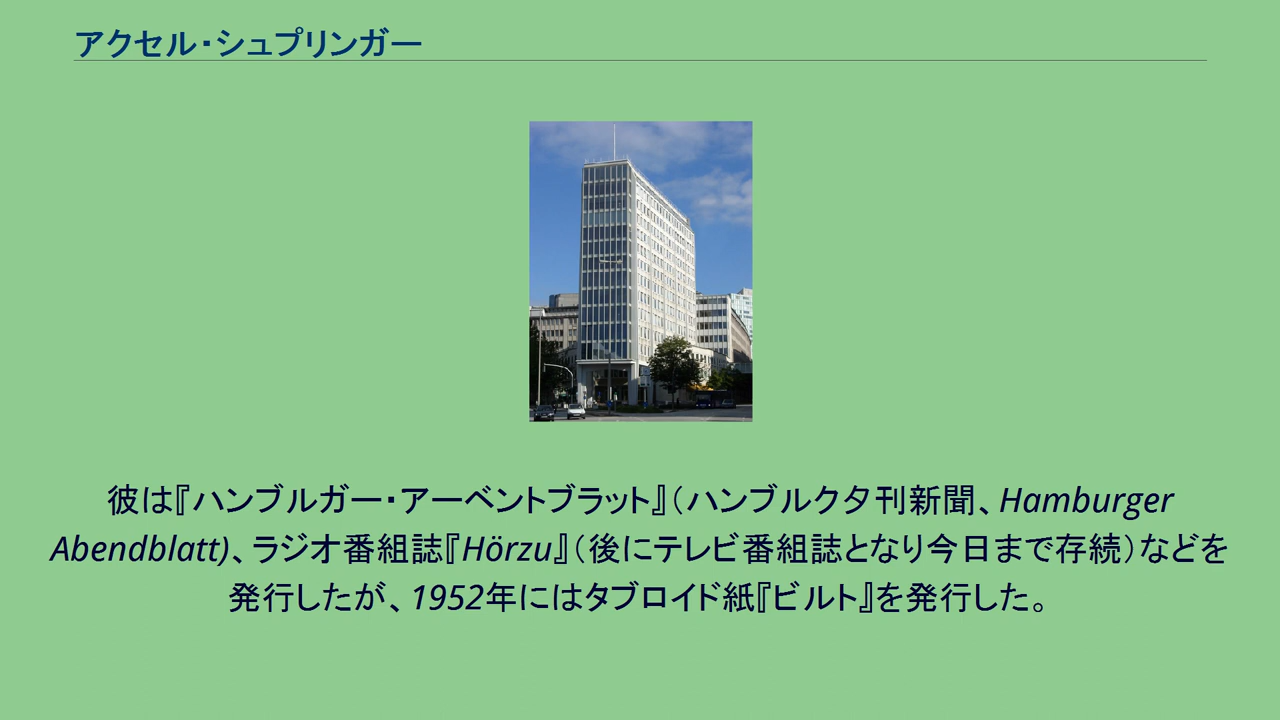 アクセル・シュプリンガー
彼は『ハンブルガー・アーベントブラット』（ハンブルク夕刊新聞、Hamburger
Abendblatt)、ラジオ番組誌『Hörzu』（後にテレビ番組誌となり今日まで存続）などを
発行したが、1952年にはタブロイド紙『ビルト』を発行した。